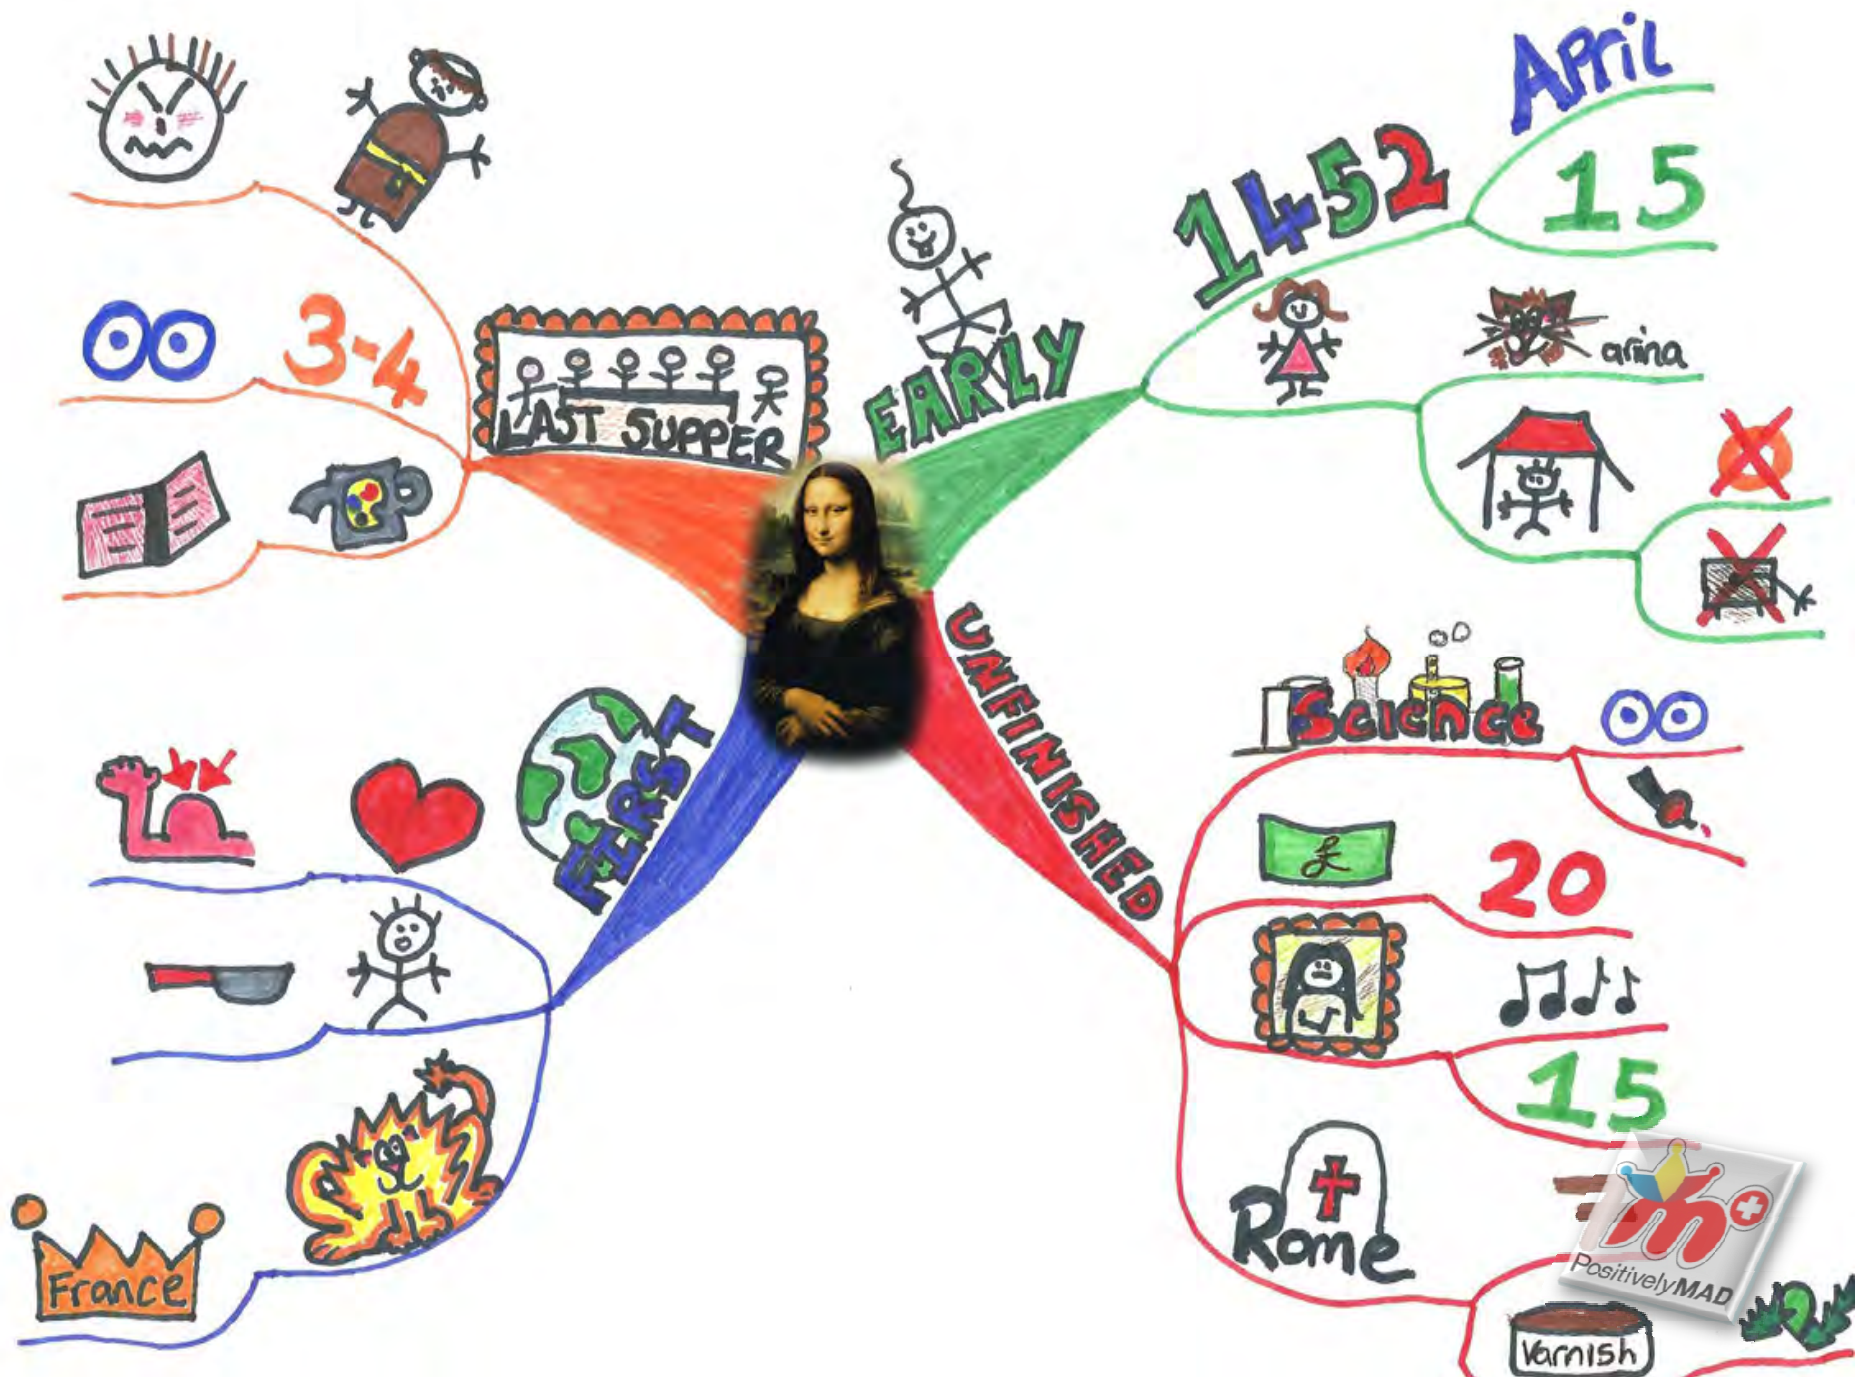 LAST SUPPER
3-4
EARLY
1452
April
15
arina
FIRST
France
UNFINISHED
Science
£
20
15
Rome
Varnish
PositivelyMAD